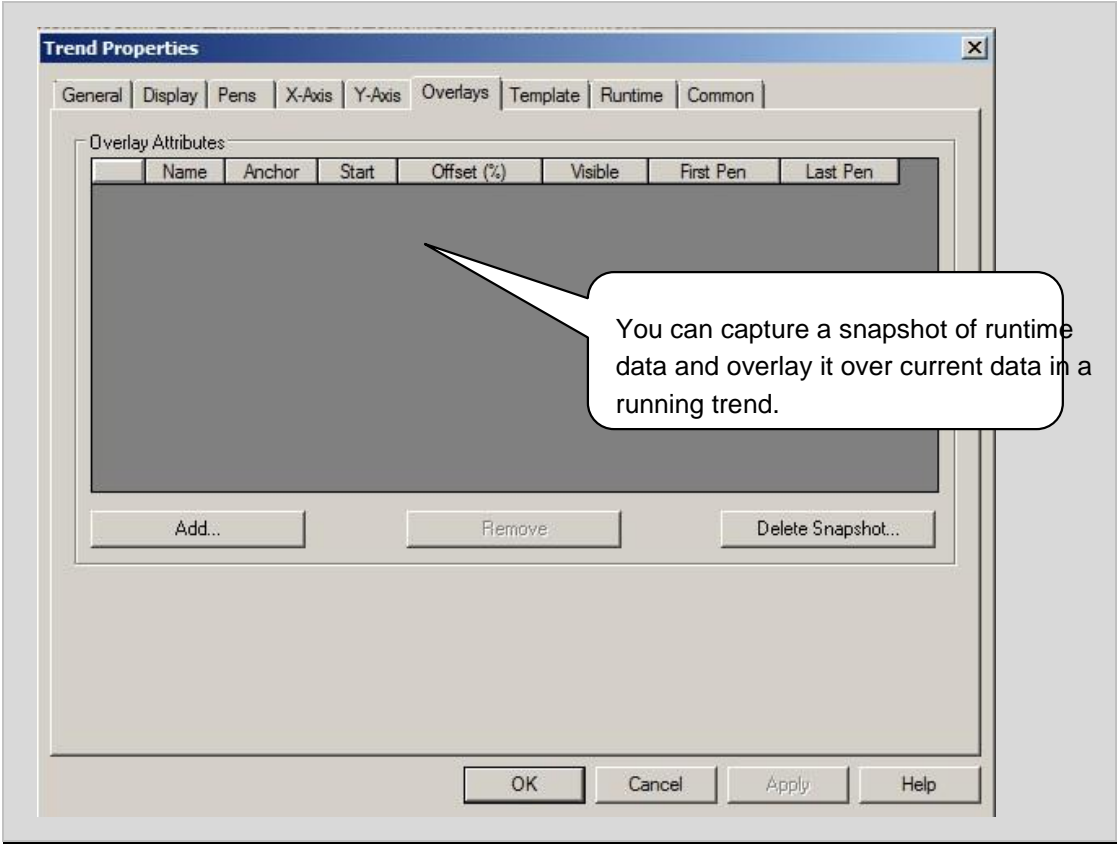 Trend Properties
General Display Pens X-Axis Y-Axis Overlays Template Runtime Common
Overlay Attributes
Name Anchor Start Offset (%) Visible First Pen Last Pen
You can capture a snapshot of runtime
data and overlay it over current data in a
running trend.
Add... Remove Delete Snapshot...
OK Cancel Apply Help